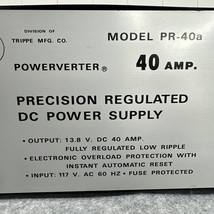 DIVISION OF
TRIPPE MFG. CO.
MODEL PR-40a
POWERVERTER®
40 AMP.
PRECISION REGULATED
DC POWER SUPPLY
• OUTPUT: 13.8 V. DC 40 AMP.
FULLY REGULATED LOW RIPPLE
• ELECTRONIC OVERLOAD PROTECTION WITH
INSTANT AUTOMATIC RESET
• INPUT: 117 V. AC 60 HZ • FUSE PROTECTED